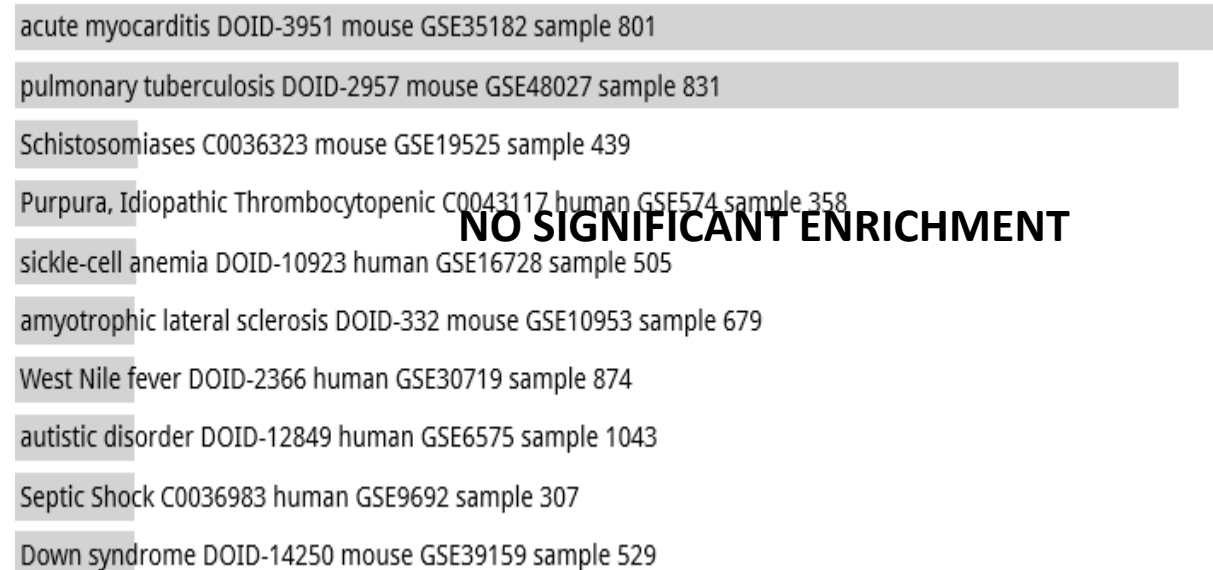 acute myocarditis DOID-3951 mouse GSE35182 sample 801
pulmonary tuberculosis DOID-2957 mouse GSE48027 sample 831
Schistosomiases C0036323 mouse GSE19525 sample 439
Purpura, Idiopathic Thrombocytopenic C0043117 human GSE574 sample 358
NO SIGNIFICANT ENRICHMENT
sickle-cell anemia DOID-10923 human GSE16728 sample 505
amyotrophic lateral sclerosis DOID-332 mouse GSE10953 sample 679
West Nile fever DOID-2366 human GSE30719 sample 874
autistic disorder DOID-12849 human GSE6575 sample 1043
Septic Shock C0036983 human GSE9692 sample 307
Down syndrome DOID-14250 mouse GSE39159 sample 529